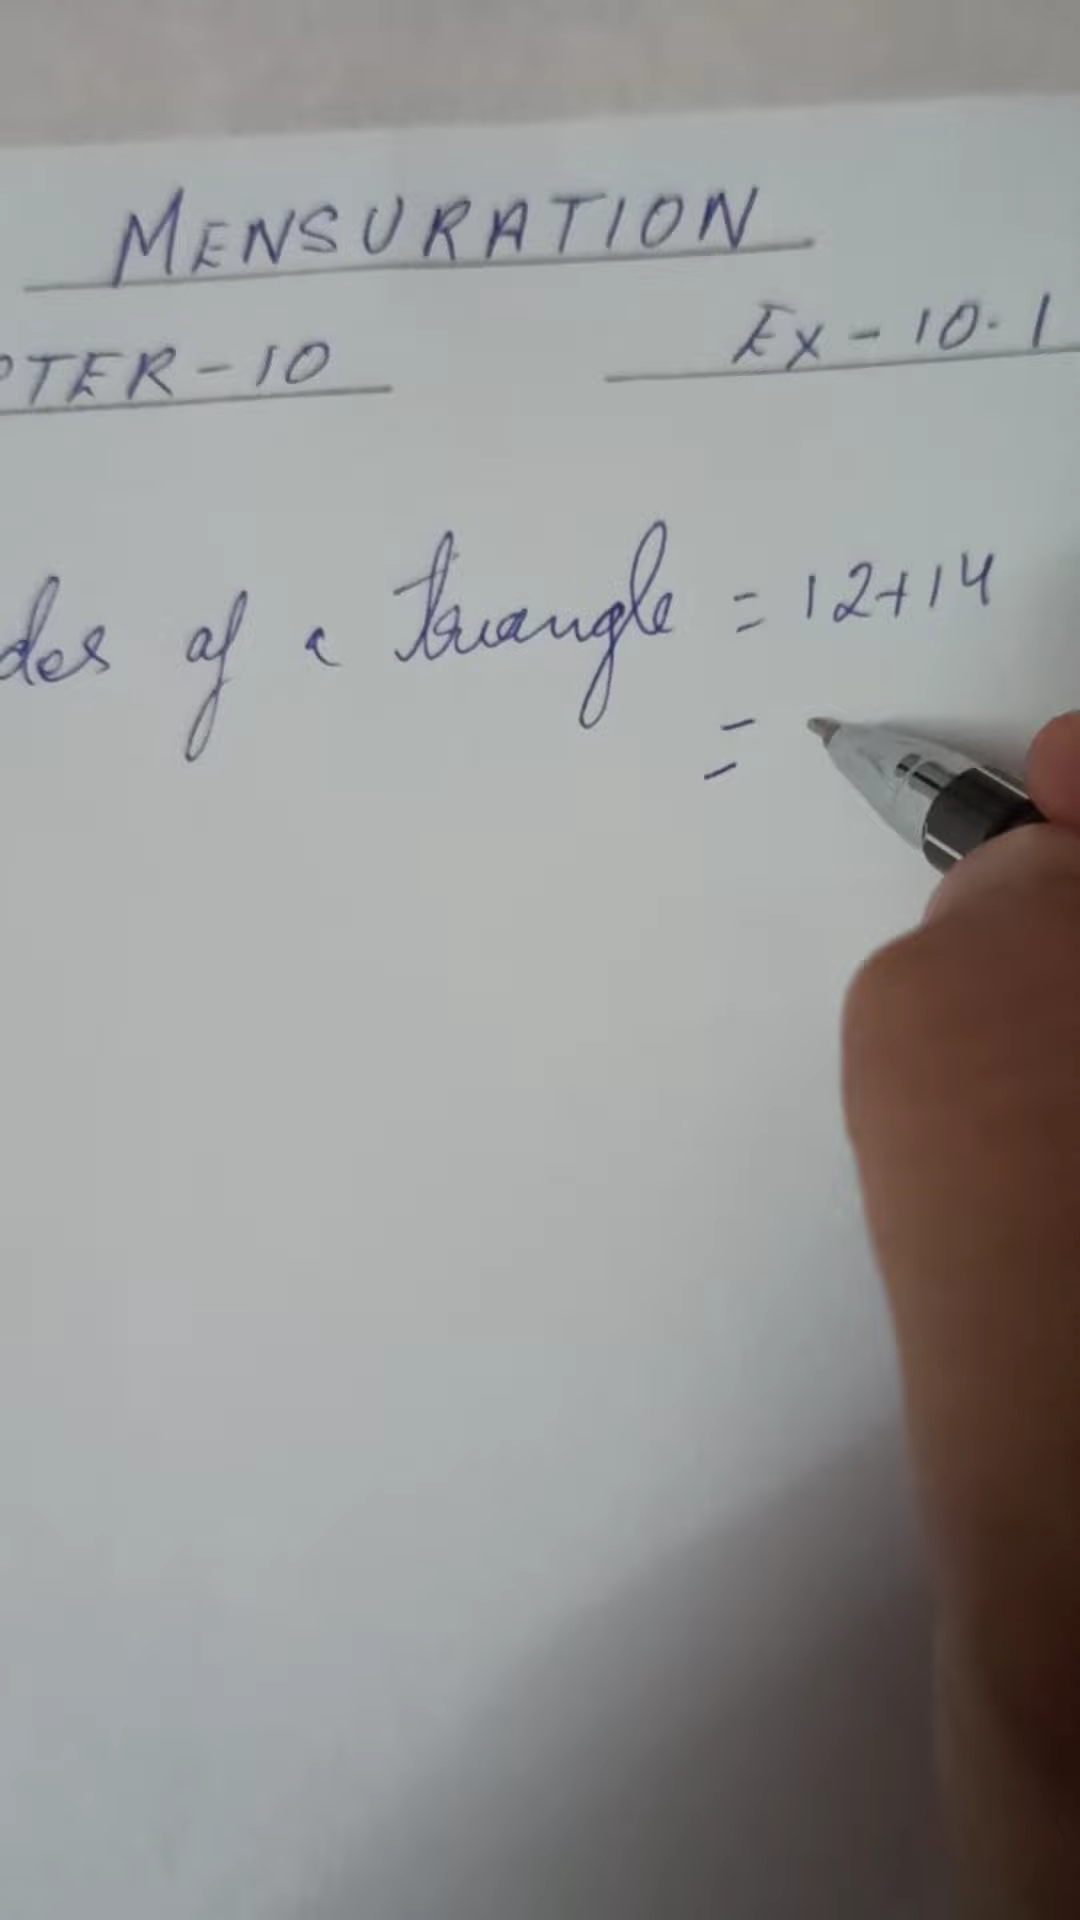 MENSURATION
PTER-10
Ex-10.1
des of a triangle = 12+14
=